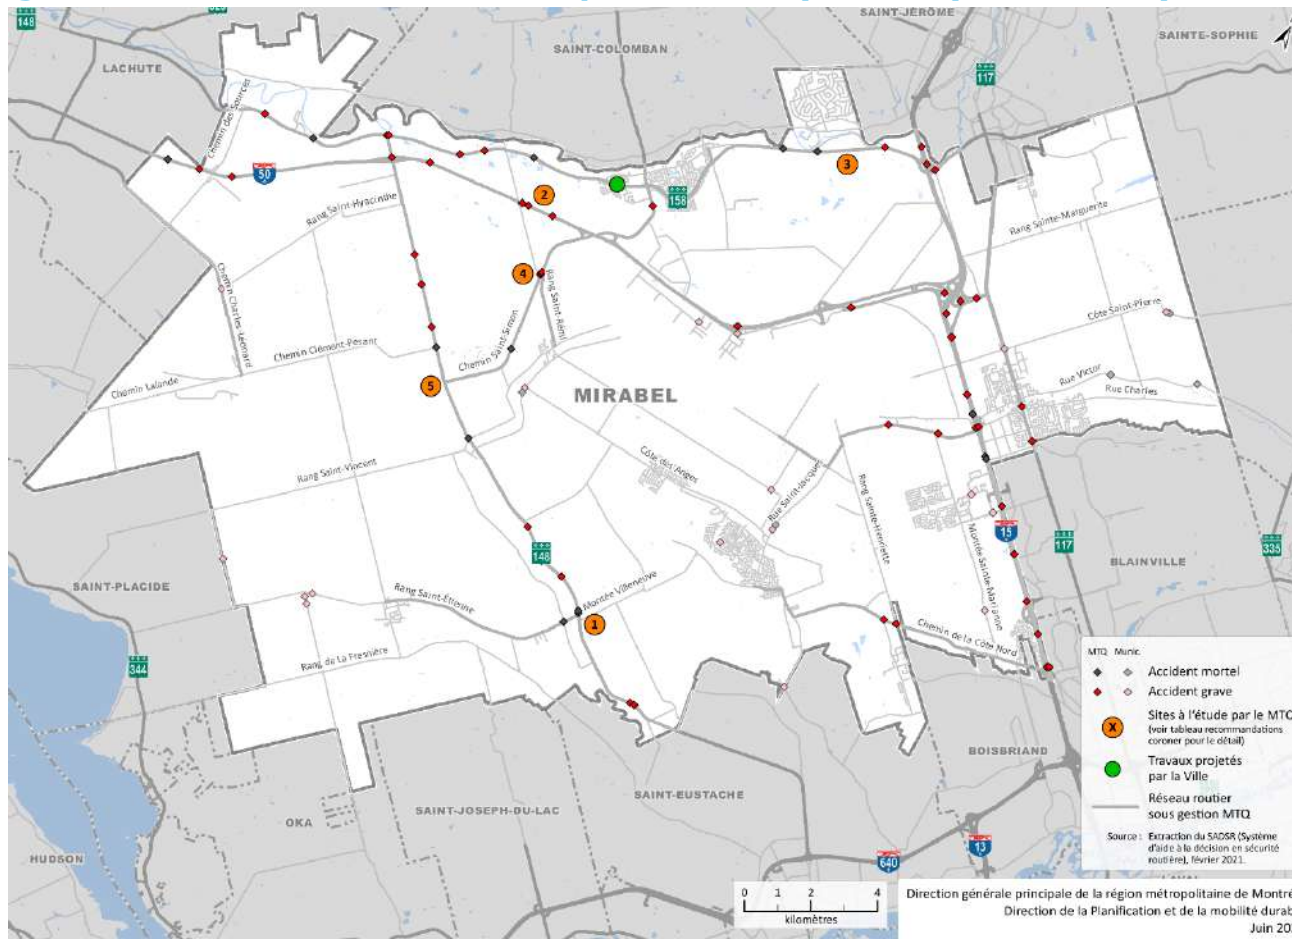 148
SAINT-JÉRÔME
SAINTE-SOPHIE
SAINT-COLOMBAN
LACHUTE
117
Chemin des Sources
50
3
2
158
Rang Saint-Hyacinthe
Rang Sainte-Marguerite
4
Chemin Charles-Léonard
Rang Saint-Rémi
Côte Saint-Pierre
Chemin Saint-Simon
Chemin Clément-Pesant
Chemin Lalande
5
MIRABEL
Rue Victor
Rue Charles
Rang Saint-Vincent
Côte des Anges
Rue Saint-Jacques
Rang Sainte-Henriette
Montée Sainte-Marianne
15
117
335
148
BLAINVILLE
SAINT-PLACIDE
Rang Saint-Étienne
Montée Villeneuve
1
Chemin de la Côte Nord
Rang de La Fresnière
344
MTQ Munic.
Accident mortel
Accident grave
X
Sites à l'étude par le MTQ
(voir tableau recommandations
coroner pour le détail)
Travaux projetés
par la Ville
Réseau routier
sous gestion MTQ
Source : Extraction du SADSR (Système
d'aide à la décision en sécurité
routière), février 2021.
BOISBRIAND
SAINT-EUSTACHE
SAINT-JOSEPH-DU-LAC
OKA
HUDSON
13
640
0 1 2 4
kilomètres
Direction générale principale de la région métropolitaine de Montré
Direction de la Planification et de la mobilité durab
Juin 20